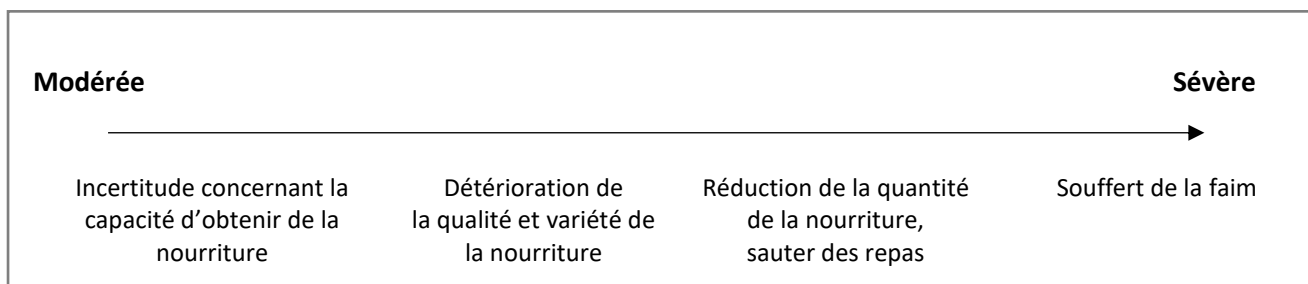 Modérée
Sévère
Incertitude concernant la
capacité d’obtenir de la
nourriture
Détérioration de
la qualité et variété de
la nourriture
Réduction de la quantité
de la nourriture,
sauter des repas
Souffert de la faim